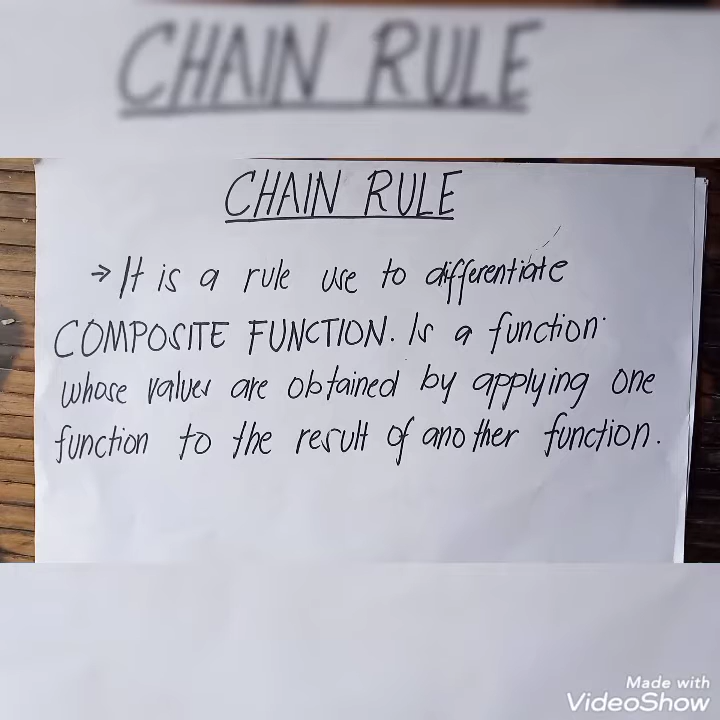 CHAIN RULE
CHAIN RULE
→ It is a rule use to differentiate
COMPOSITE FUNCTION. Is a function
whose values are obtained by applying one
function to the result of another function.
Made with
VideoShow